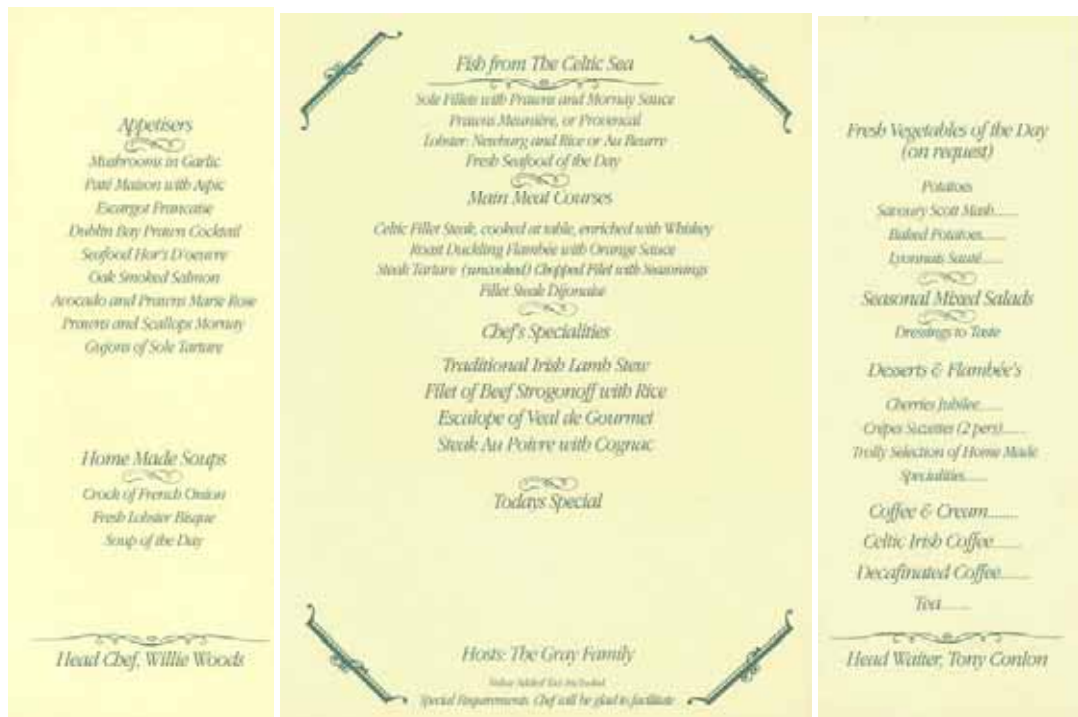 Appetisers
Mushrooms in Garlic
Paté Maison with Aspic
Escargot Francaise
Dublin Bay Prawn Cocktail
Seafood Hor's D'oeuvre
Oak Smoked Salmon
Avocado and Prawns Marie Rose
Prawns and Scallops Mornay
Gujons of Sole Tartare
Home Made Soups
Crock of French Onion
Fresh Lobster Bisque
Soup of the Day
Head Chef, Willie Woods
Fish from The Celtic Sea
Sole Fillets with Prawns and Mornay Sauce
Prawns Meunière, or Provencal
Lobster: Newburg and Rice or Au Beurre
Fresh Seafood of the Day
Main Meal Courses
Celtic Fillet Steak, cooked at table, enriched with Whiskey
Roast Duckling Flambée with Orange Sauce
Steak Tartare (uncooked) Chopped Filet with Seasonings
Fillet Steak Dijonaise
Chef's Specialities
Traditional Irish Lamb Stew
Filet of Beef Strogonoff with Rice
Escalope of Veal de Gourmet
Steak Au Poivre with Cognac
Todays Special
Hosts: The Gray Family
Value Added Tax Included
Special Requirements. Chef will be glad to facilitate
Fresh Vegetables of the Day
(on request)
Potatoes
Savoury Scott Mash......
Baked Potatoes......
Lyonnais Sauté......
Seasonal Mixed Salads
Dressings to Taste
Desserts & Flambée's
Cherries Jubilee......
Crêpes Suzettes (2 pers)......
Trolly Selection of Home Made
Specialities......
Coffee & Cream.......
Celtic Irish Coffee.......
Decafinated Coffee.......
Tea.......
Head Waiter, Tony Conlon